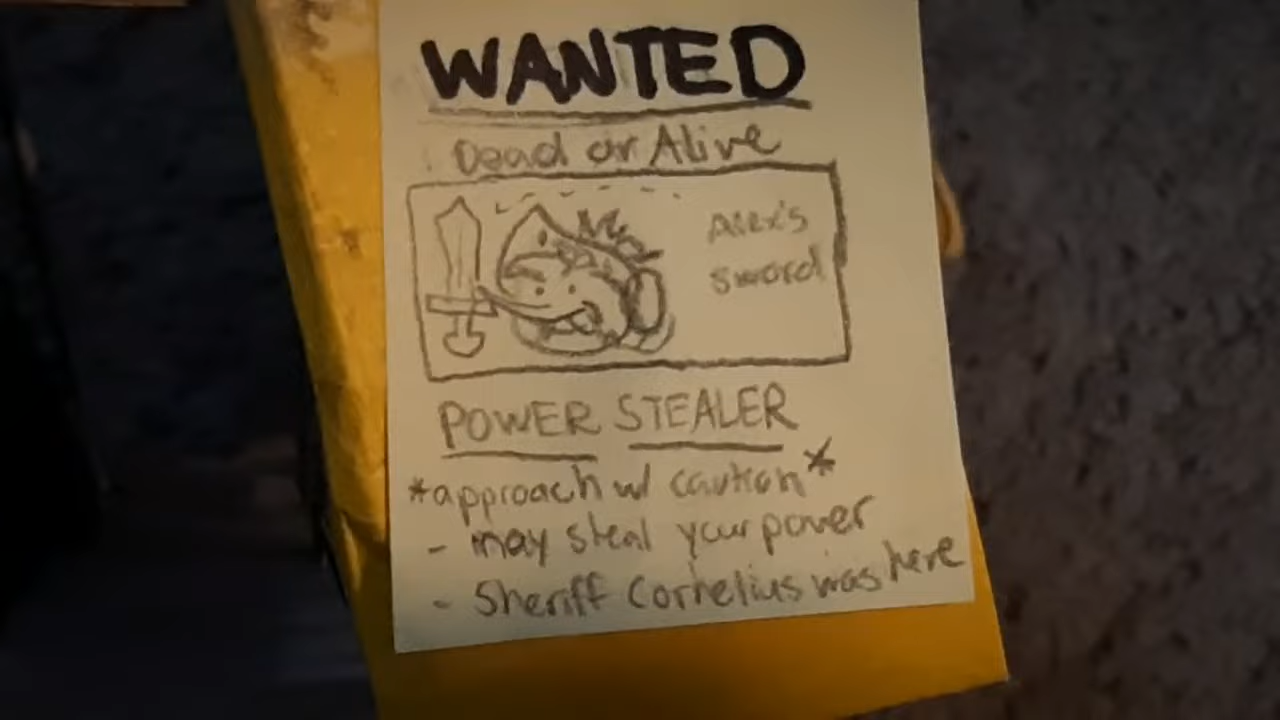 WANTED
Dead or Alive
Alex's
sword
POWER STEALER
*approach w/ caution*
- may steal your power
- Sheriff Cornelius was here